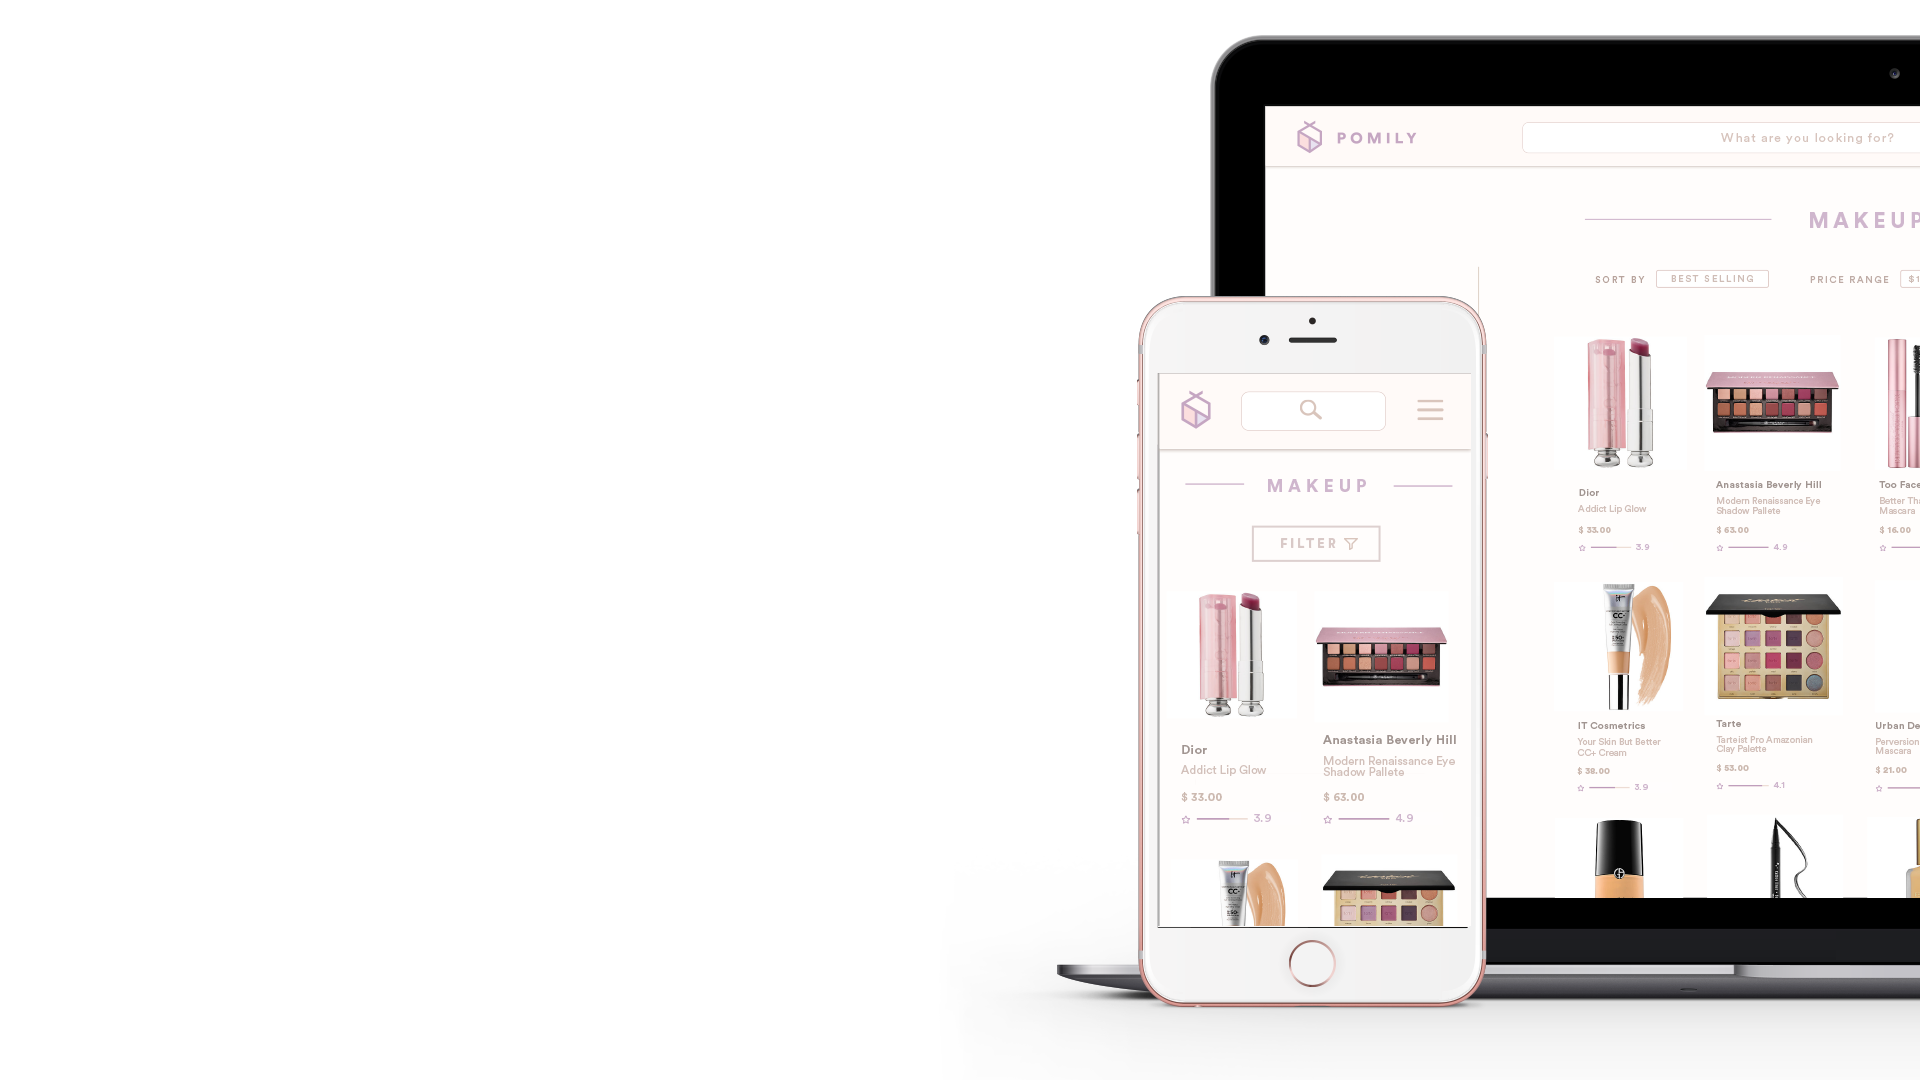 POMILY
What are you looking for?
MAKEUP
SORT BY
BEST SELLING
PRICE RANGE
$1
Dior
Addict Lip Glow
$ 33.00
3.9
Anastasia Beverly Hill
Modern Renaissance Eye
Shadow Pallete
$ 63.00
4.9
Too Face
Better Th
Mascara
$ 16.00
IT Cosmetrics
Your Skin But Better
CC+ Cream
$ 38.00
3.9
Tarte
Tarteist Pro Amazonian
Clay Palette
$ 53.00
4.1
Urban De
Perversion
Mascara
$ 21.00
CC+
MAKEUP
FILTER
Dior
Addict Lip Glow
$ 33.00
3.9
Anastasia Beverly Hill
Modern Renaissance Eye
Shadow Pallete
$ 63.00
4.9
CC+